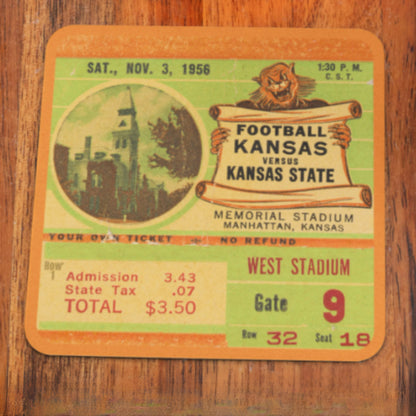 SAT., NOV. 3, 1956
1:30 P. M.
C. S. T.
FOOTBALL
KANSAS
VERSUS
KANSAS STATE
MEMORIAL STADIUM
MANHATTAN, KANSAS
YOUR OWN TICKET - NO REFUND
Row
1
Admission 3.43
State Tax .07
TOTAL $3.50
WEST STADIUM
Gate 9
Row 32 Seat 18